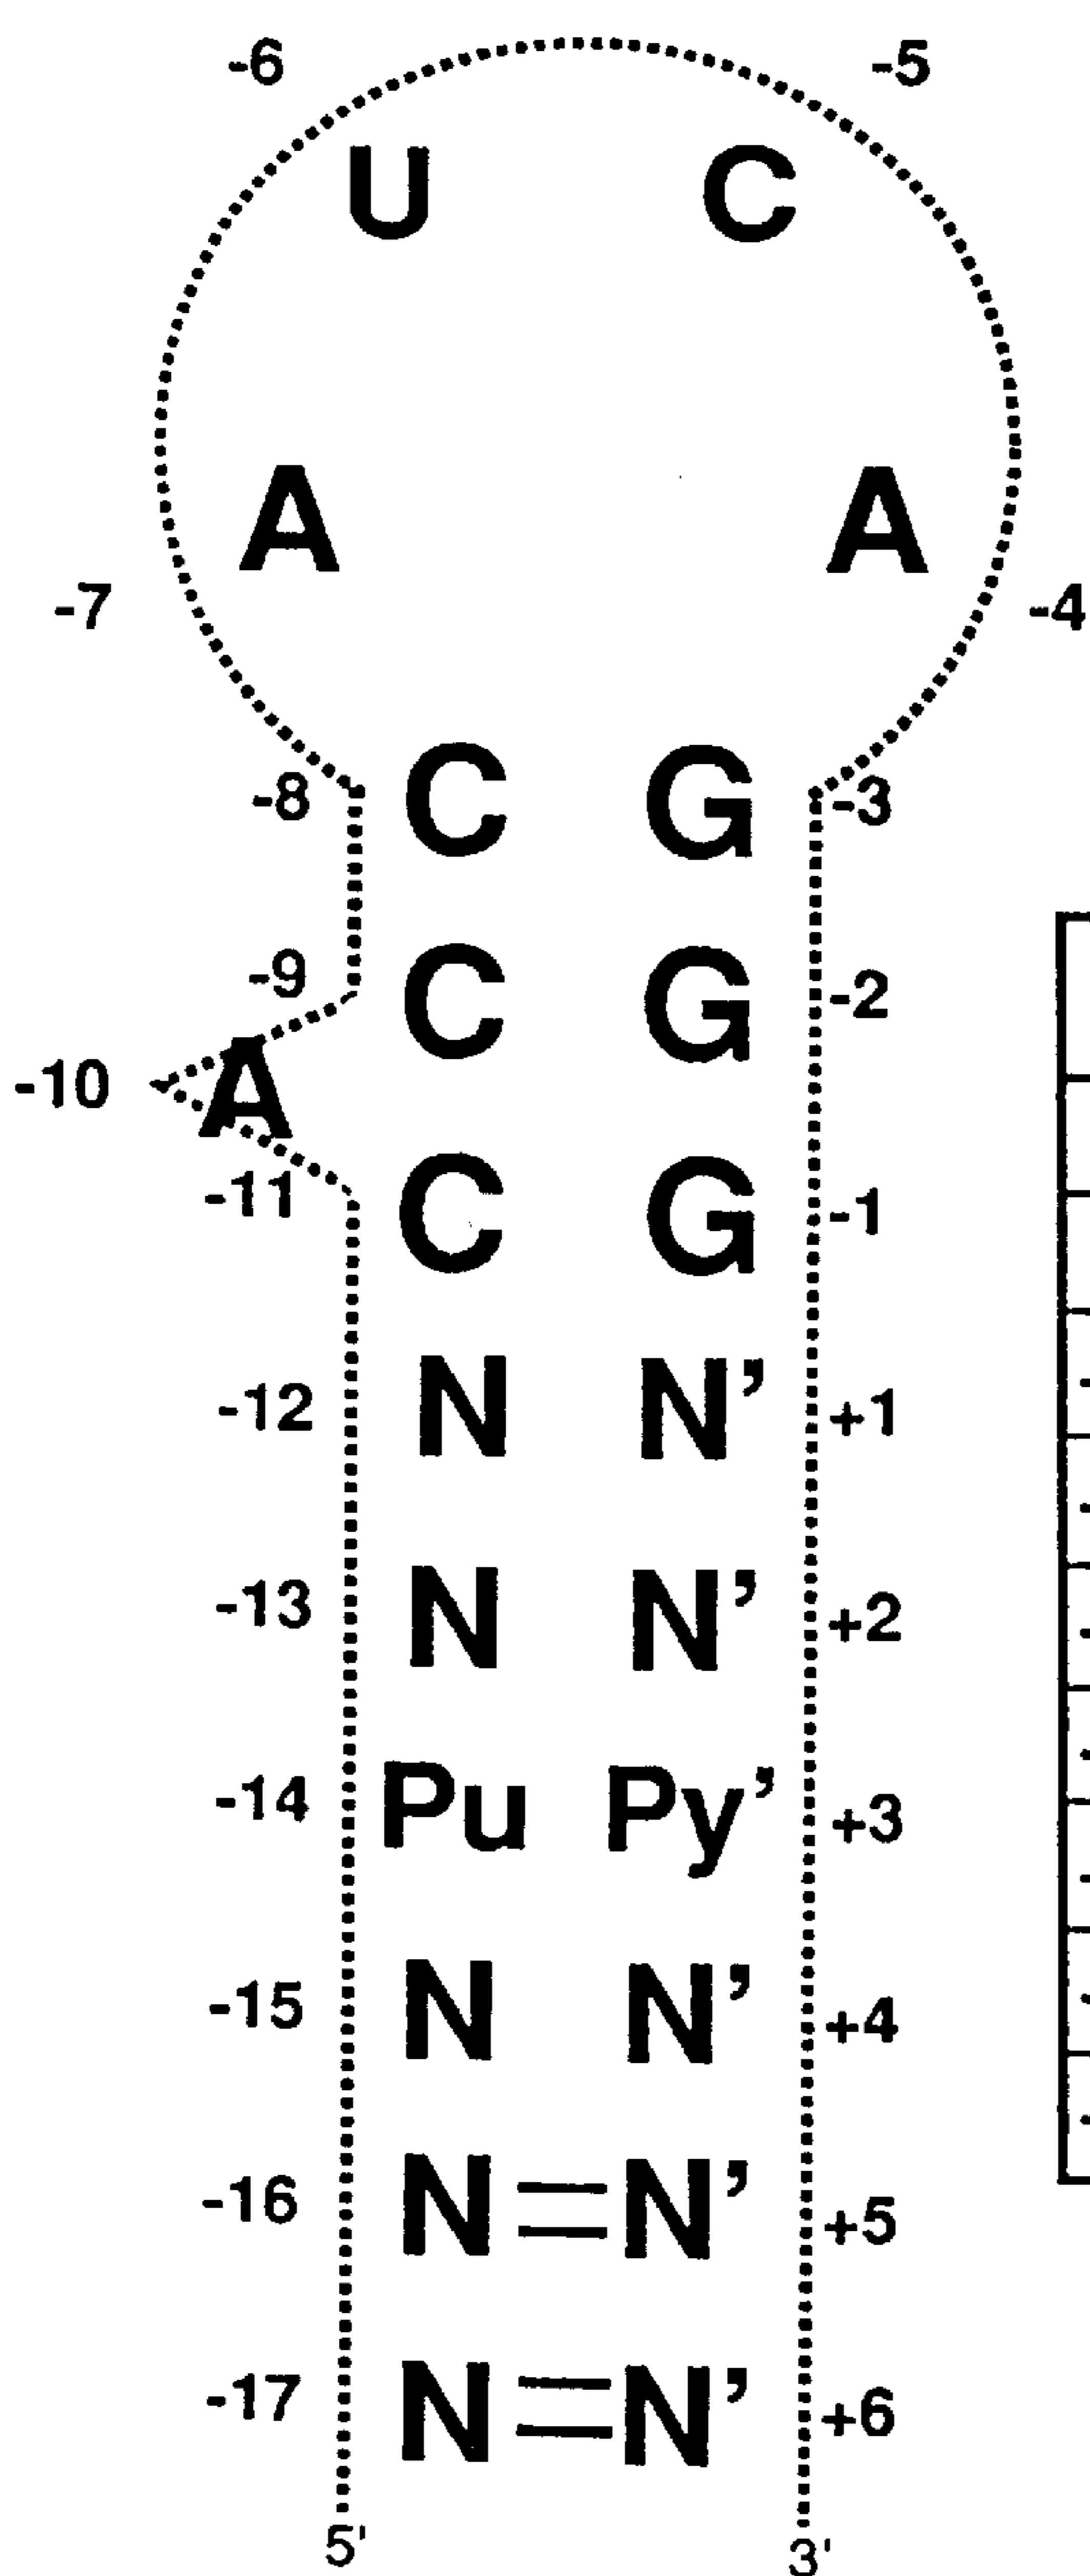 -6 -5
U C
A A
-7 -4
-8 C G -3
-9 C G -2
-10 A
-11 C G -1
-12 N N’ +1
-13 N N’ +2
-14 Pu Py’ +3
-15 N N’ +4
-16 N N’ +5
-17 N N’ +6
5' 3'